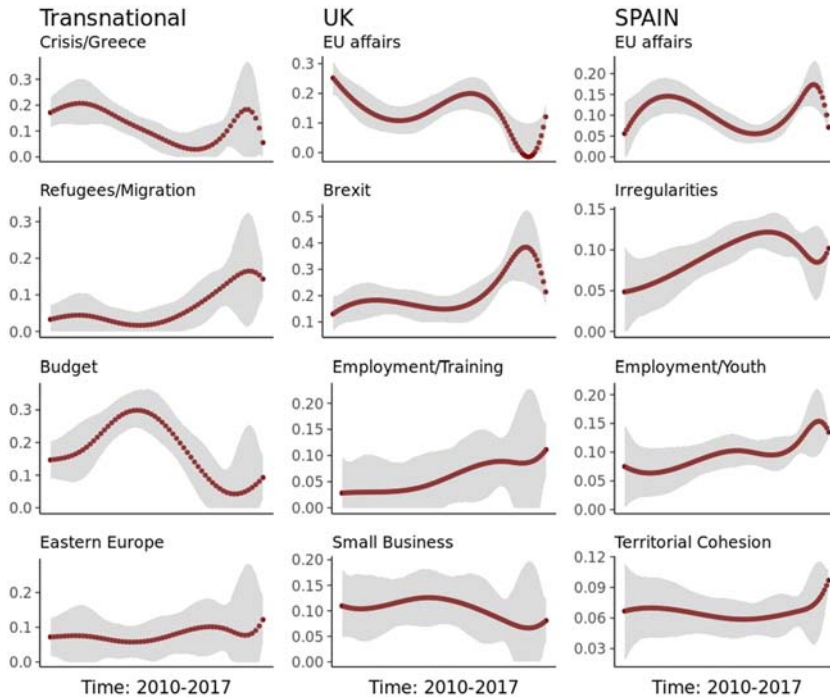 Transnational UK SPAIN
Crisis/Greece EU affairs EU affairs
0.3 0.2 0.1 0.0
0.3 0.2 0.1 0.0
0.20 0.15 0.10 0.05 0.00
Refugees/Migration Brexit Irregularities
0.3 0.2 0.1 0.0
0.5 0.4 0.3 0.2 0.1
0.15 0.10 0.05 0.00
Budget Employment/Training Employment/Youth
0.3 0.2 0.1 0.0
0.20 0.15 0.10 0.05 0.00
0.20 0.15 0.10 0.05 0.00
Eastern Europe Small Business Territorial Cohesion
0.2 0.1 0.0
0.20 0.15 0.10 0.05 0.00
0.12 0.09 0.06 0.03
Time: 2010-2017 Time: 2010-2017 Time: 2010-2017